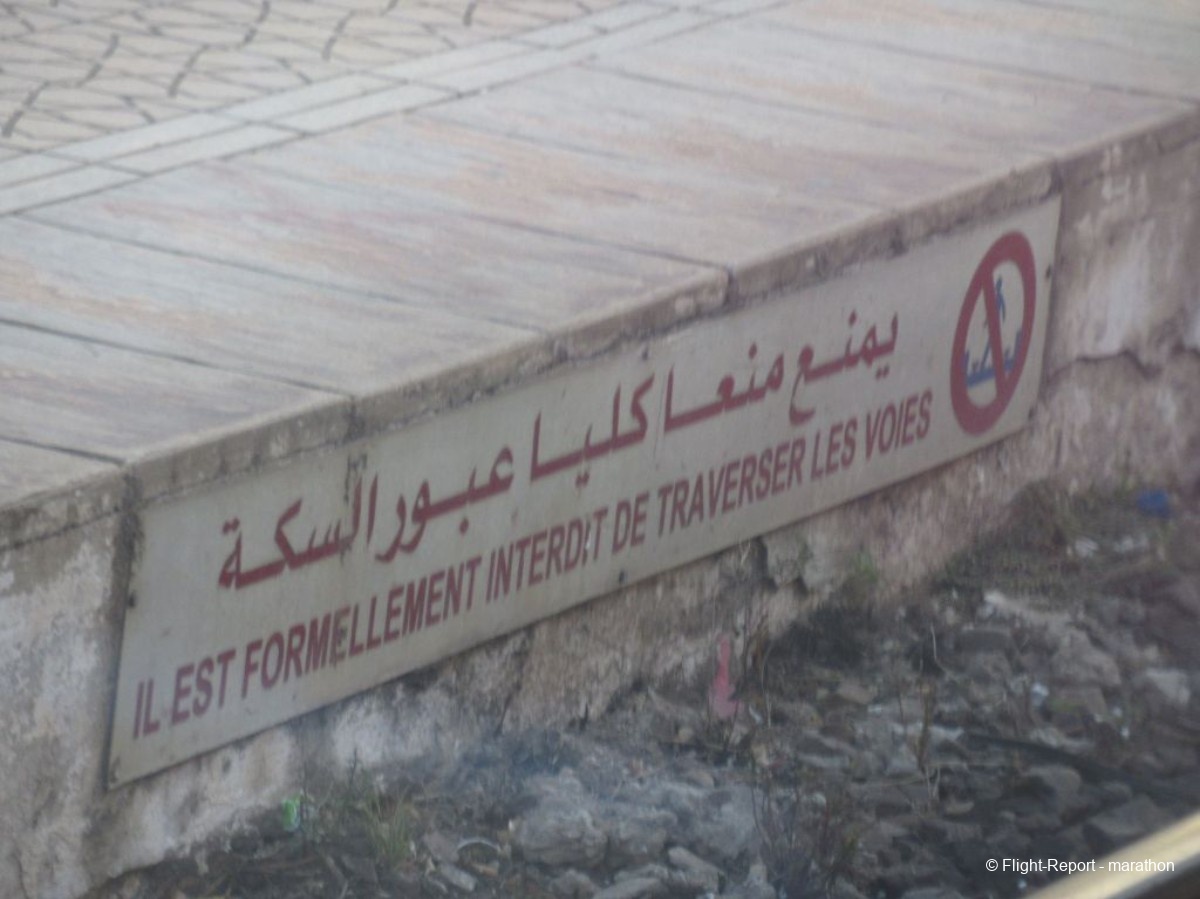 يمنع منعا كليا عبور السكة
IL EST FORMELLEMENT INTERDIT DE TRAVERSER LES VOIES
© Flight-Report - marathon